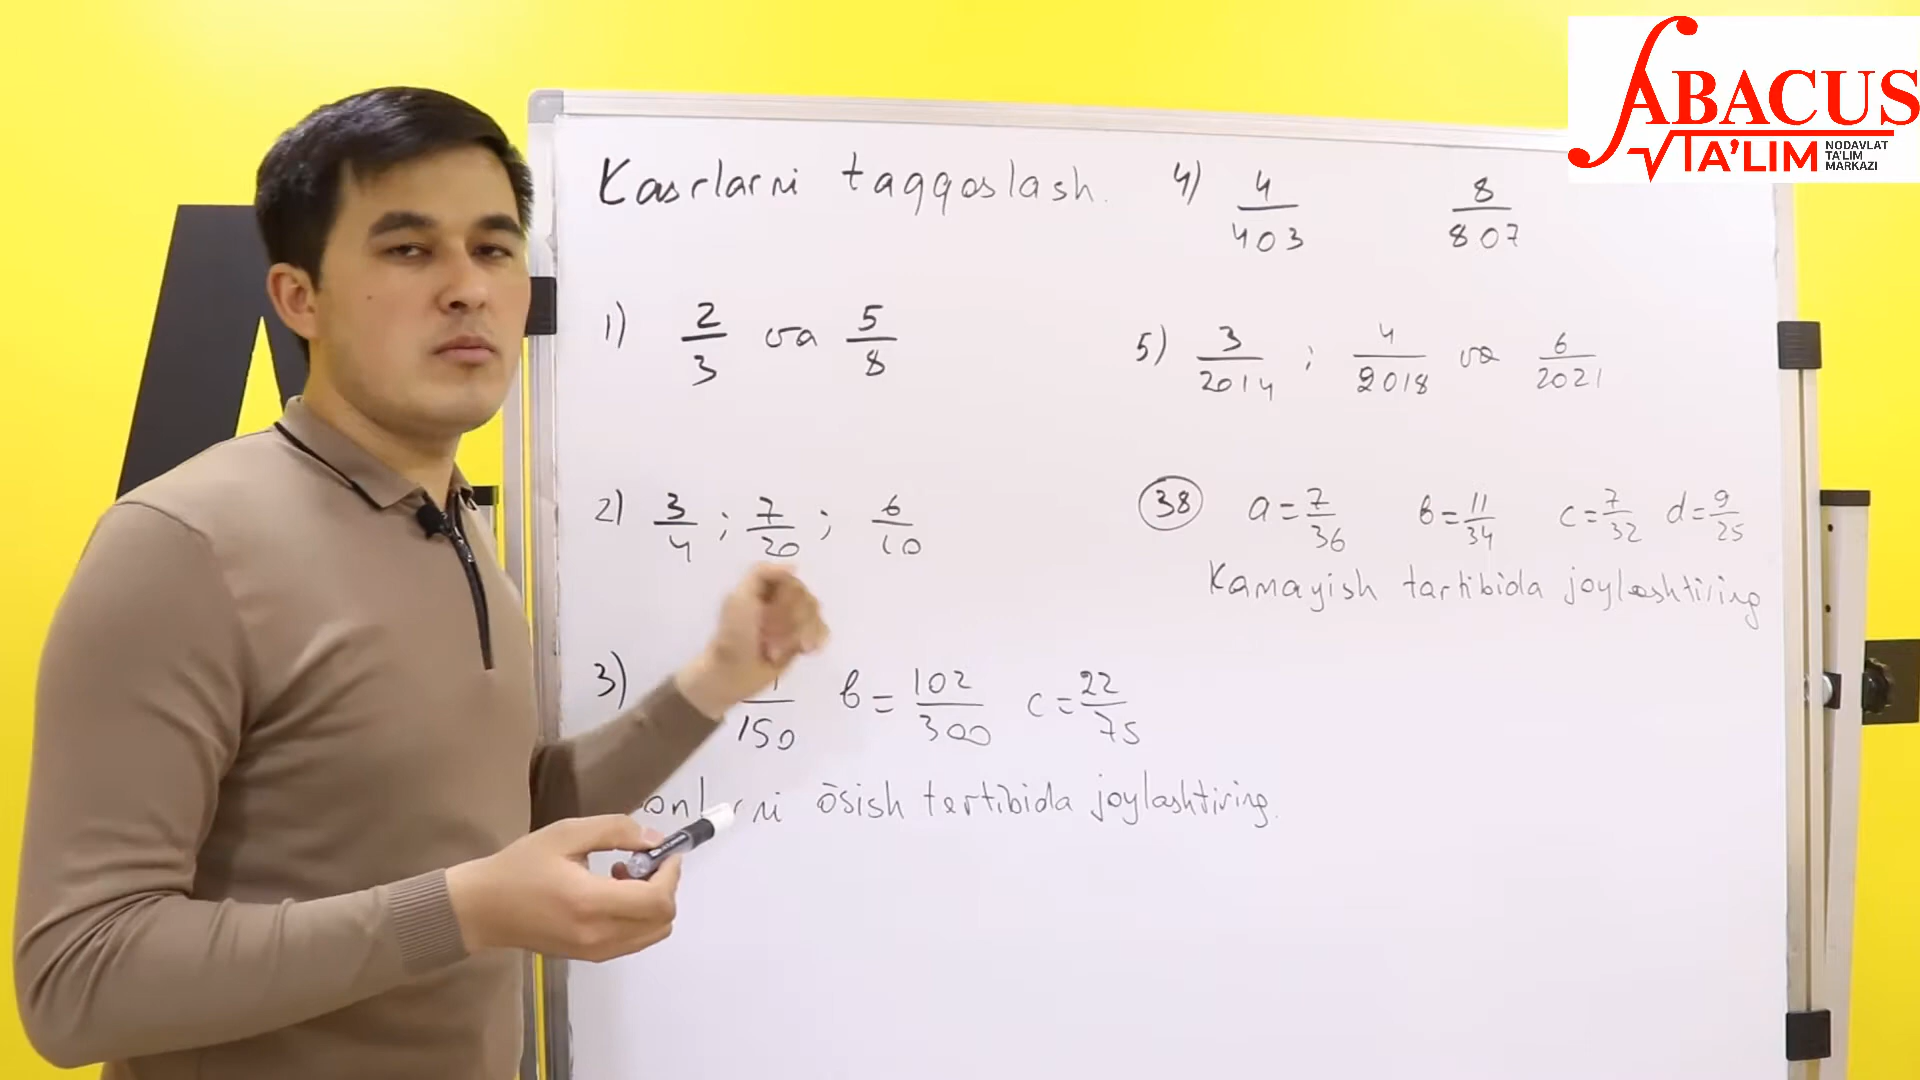 ABACUS
TA'LIM NODAVLAT TA'LIM MARKAZI
Kasrlarni taqqoslash.
1) 2/3 va 5/8
2) 3/4 ; 7/20 ; 6/10
3) 150 b = 102/300 c = 22/75
ōsish tartibida joylashtiring.
4) 4/403 8/807
5) 3/2014 ; 4/2018 va 6/2021
38 a = 7/36 b = 11/34 c = 7/32 d = 9/25
Kamayish tartibida joylashtiring